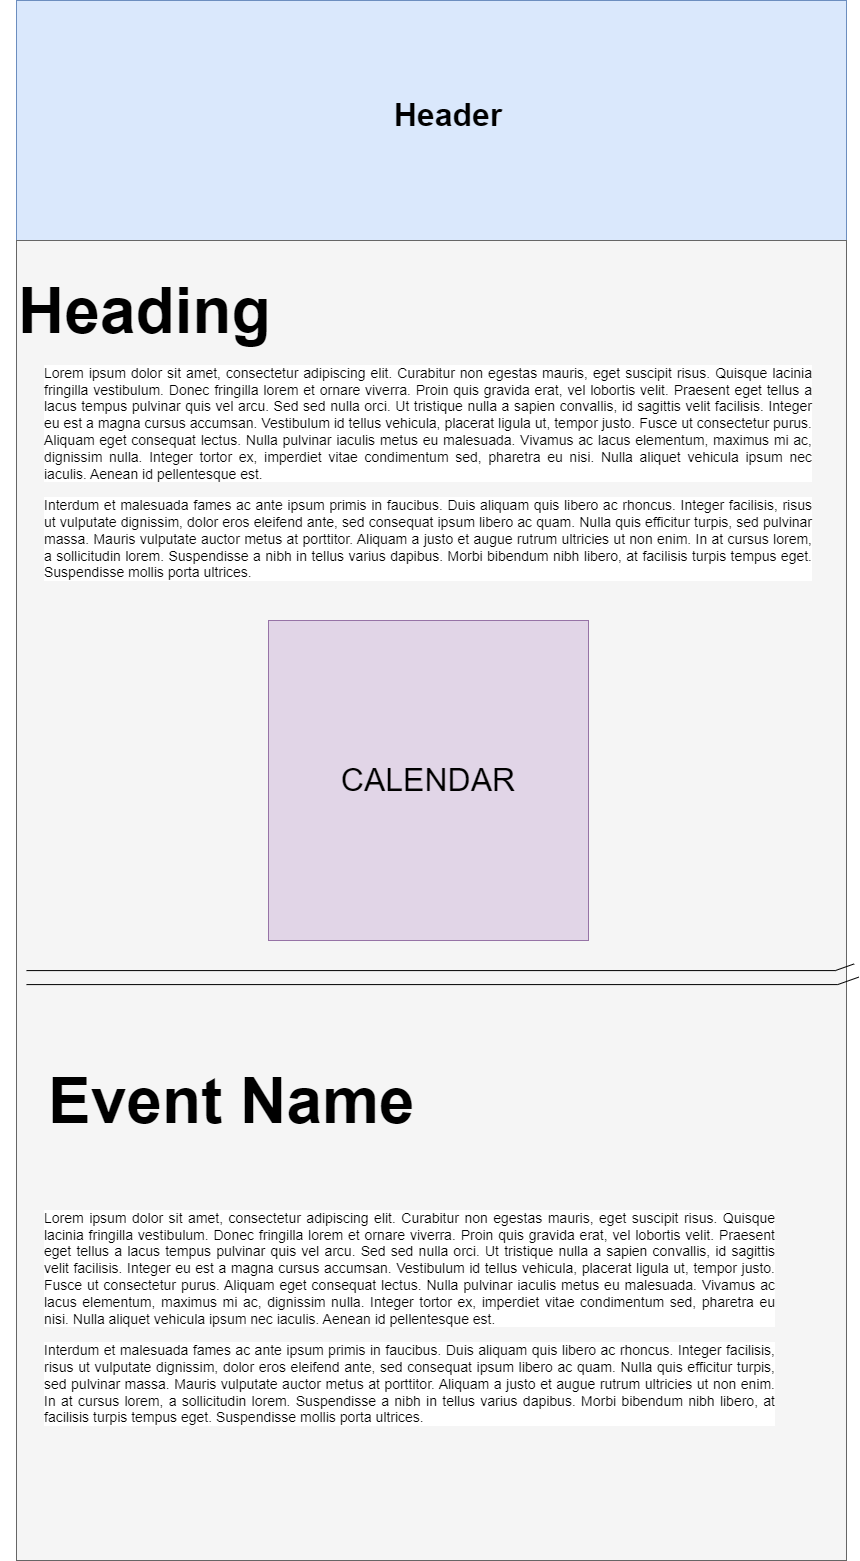 Header
Heading
Lorem ipsum dolor sit amet, consectetur adipiscing elit. Curabitur non egestas mauris, eget suscipit risus. Quisque lacinia
fringilla vestibulum. Donec fringilla lorem et ornare viverra. Proin quis gravida erat, vel lobortis velit. Praesent eget tellus a
lacus tempus pulvinar quis vel arcu. Sed sed nulla orci. Ut tristique nulla a sapien convallis, id sagittis velit facilisis. Integer
eu est a magna cursus accumsan. Vestibulum id tellus vehicula, placerat ligula ut, tempor justo. Fusce ut consectetur purus.
Aliquam eget consequat lectus. Nulla pulvinar iaculis metus eu malesuada. Vivamus ac lacus elementum, maximus mi ac,
dignissim nulla. Integer tortor ex, imperdiet vitae condimentum sed, pharetra eu nisi. Nulla aliquet vehicula ipsum nec
iaculis. Aenean id pellentesque est.
Interdum et malesuada fames ac ante ipsum primis in faucibus. Duis aliquam quis libero ac rhoncus. Integer facilisis, risus
ut vulputate dignissim, dolor eros eleifend ante, sed consequat ipsum libero ac quam. Nulla quis efficitur turpis, sed pulvinar
massa. Mauris vulputate auctor metus at porttitor. Aliquam a justo et augue rutrum ultricies ut non enim. In at cursus lorem,
a sollicitudin lorem. Suspendisse a nibh in tellus varius dapibus. Morbi bibendum nibh libero, at facilisis turpis tempus eget.
Suspendisse mollis porta ultrices.
CALENDAR
Event Name
Lorem ipsum dolor sit amet, consectetur adipiscing elit. Curabitur non egestas mauris, eget suscipit risus. Quisque
lacinia fringilla vestibulum. Donec fringilla lorem et ornare viverra. Proin quis gravida erat, vel lobortis velit. Praesent
eget tellus a lacus tempus pulvinar quis vel arcu. Sed sed nulla orci. Ut tristique nulla a sapien convallis, id sagittis
velit facilisis. Integer eu est a magna cursus accumsan. Vestibulum id tellus vehicula, placerat ligula ut, tempor justo.
Fusce ut consectetur purus. Aliquam eget consequat lectus. Nulla pulvinar iaculis metus eu malesuada. Vivamus ac
lacus elementum, maximus mi ac, dignissim nulla. Integer tortor ex, imperdiet vitae condimentum sed, pharetra eu
nisi. Nulla aliquet vehicula ipsum nec iaculis. Aenean id pellentesque est.
Interdum et malesuada fames ac ante ipsum primis in faucibus. Duis aliquam quis libero ac rhoncus. Integer facilisis,
risus ut vulputate dignissim, dolor eros eleifend ante, sed consequat ipsum libero ac quam. Nulla quis efficitur turpis,
sed pulvinar massa. Mauris vulputate auctor metus at porttitor. Aliquam a justo et augue rutrum ultricies ut non enim.
In at cursus lorem, a sollicitudin lorem. Suspendisse a nibh in tellus varius dapibus. Morbi bibendum nibh libero, at
facilisis turpis tempus eget. Suspendisse mollis porta ultrices.